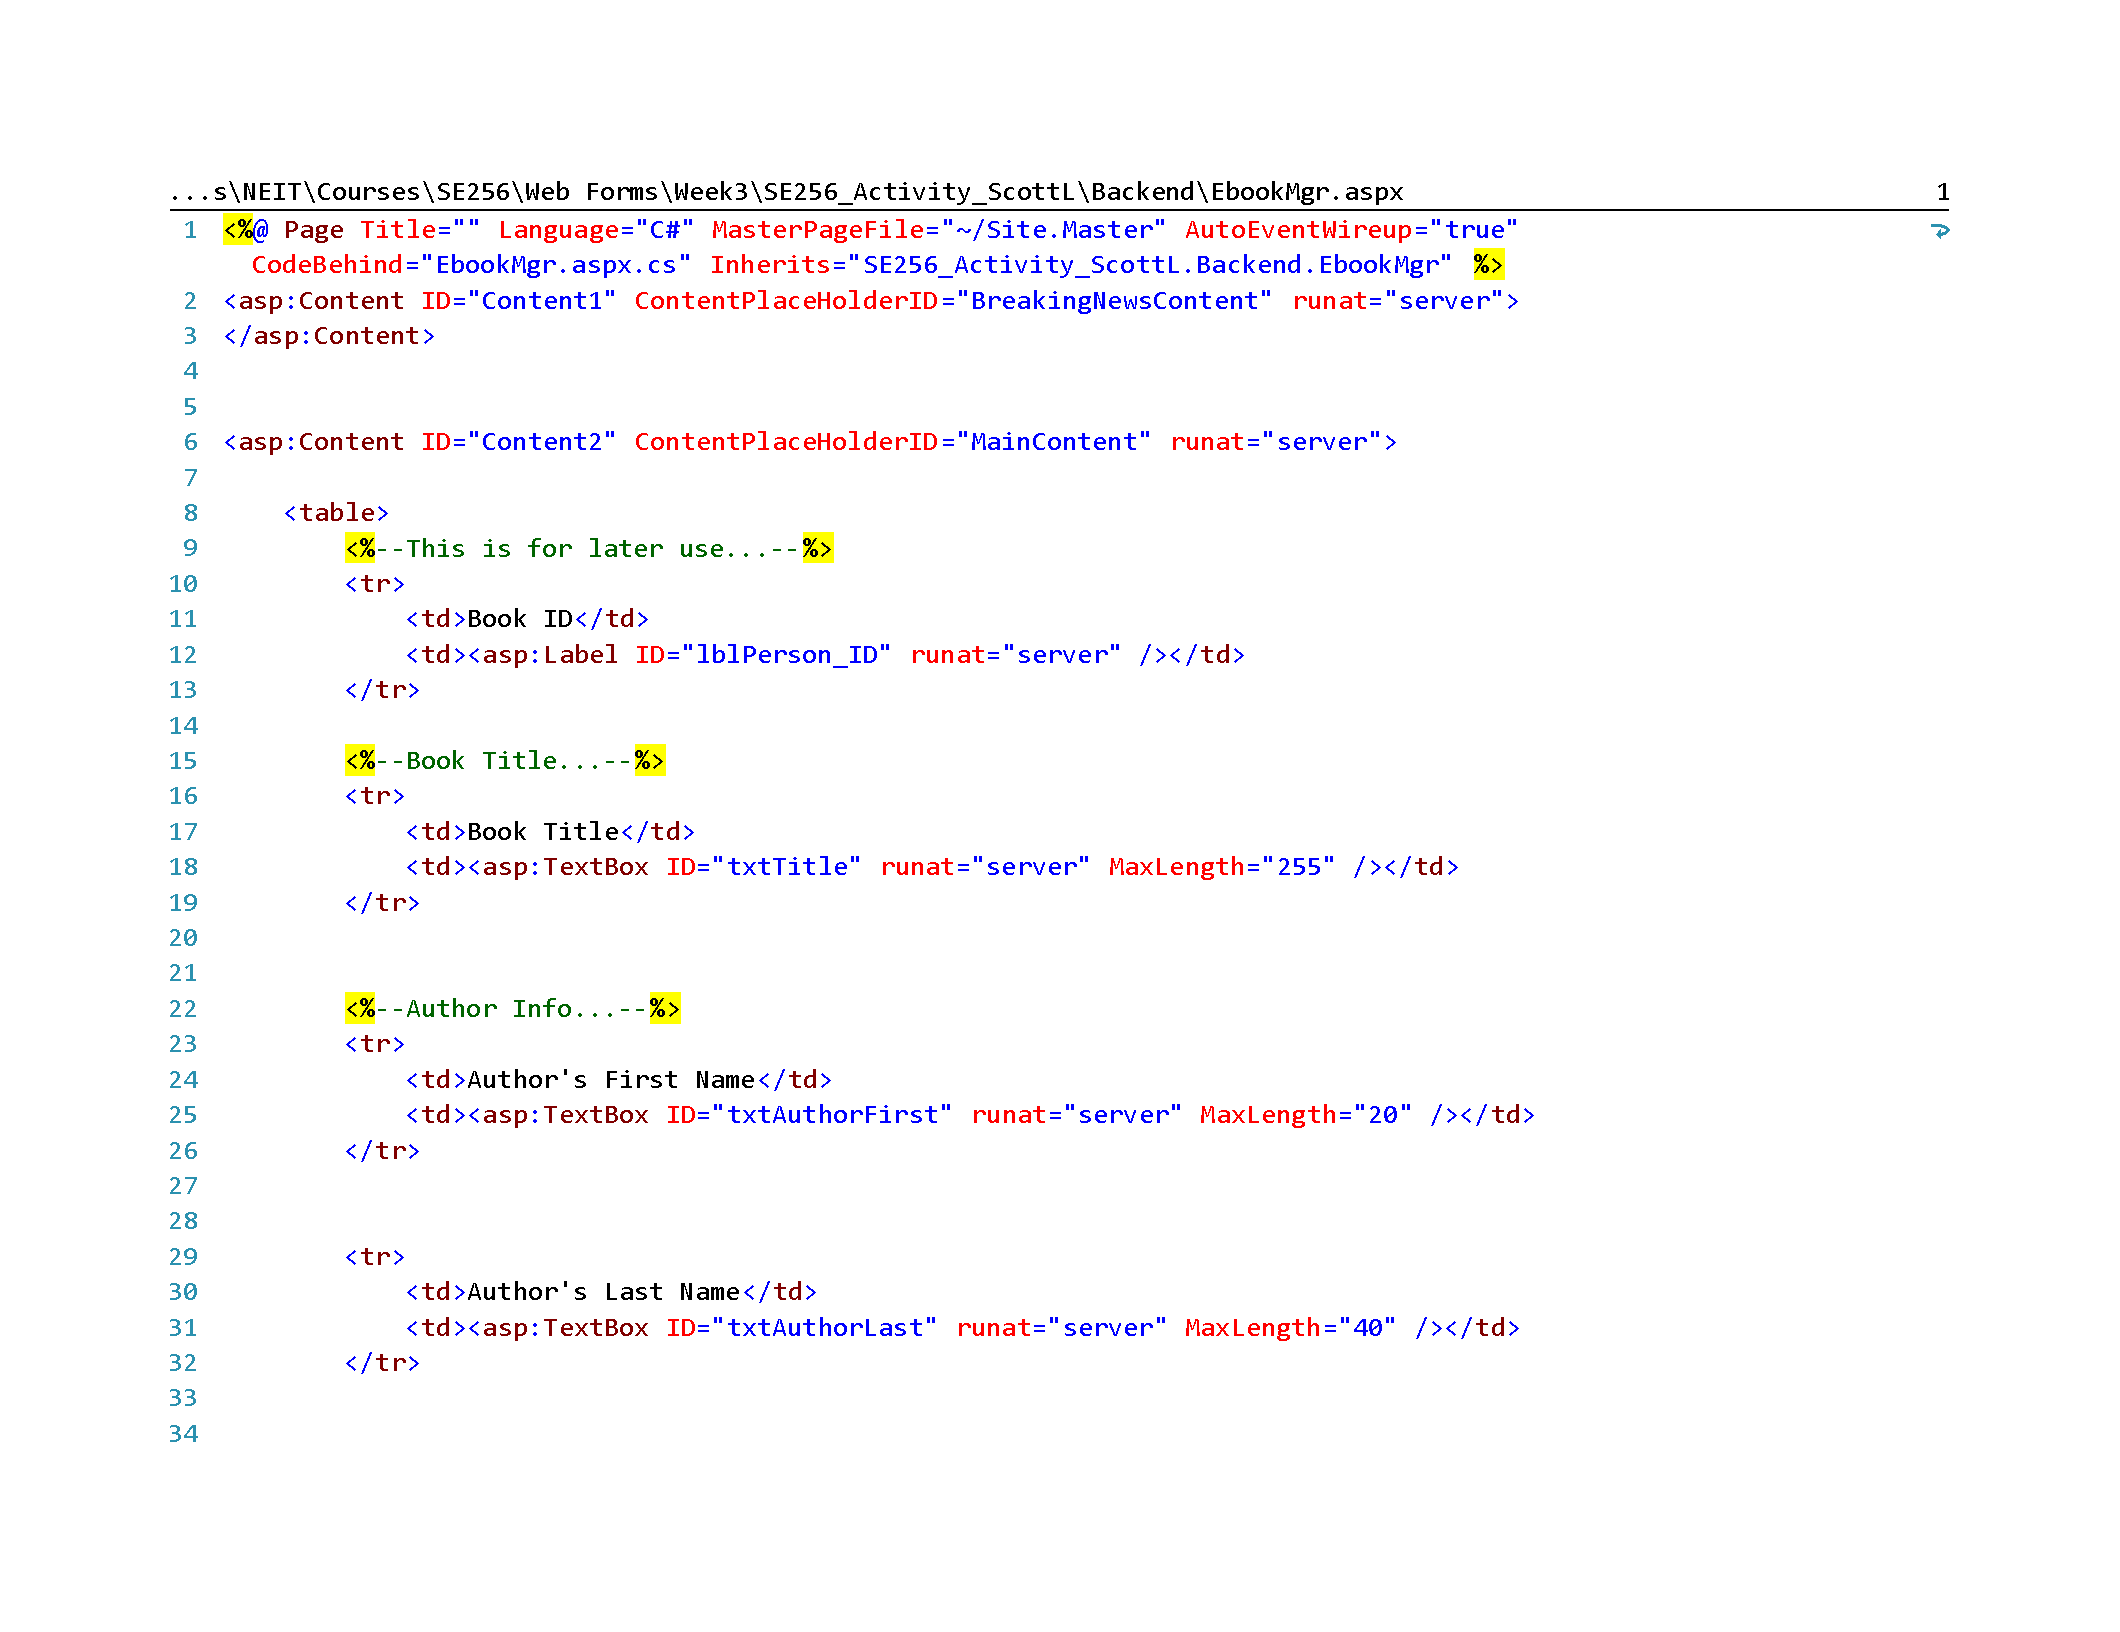 ...s\NEIT\Courses\SE256\Web Forms\Week3\SE256_Activity_ScottL\Backend\EbookMgr.aspx 1
1 <%@ Page Title="" Language="C#" MasterPageFile="~/Site.Master" AutoEventWireup="true"
CodeBehind="EbookMgr.aspx.cs" Inherits="SE256_Activity_ScottL.Backend.EbookMgr" %>
2 <asp:Content ID="Content1" ContentPlaceHolderID="BreakingNewsContent" runat="server">
3 </asp:Content>
4
5
6 <asp:Content ID="Content2" ContentPlaceHolderID="MainContent" runat="server">
7
8     <table>
9         <%--This is for later use...--%>
10         <tr>
11             <td>Book ID</td>
12             <td><asp:Label ID="lblPerson_ID" runat="server" /></td>
13         </tr>
14
15         <%--Book Title...--%>
16         <tr>
17             <td>Book Title</td>
18             <td><asp:TextBox ID="txtTitle" runat="server" MaxLength="255" /></td>
19         </tr>
20
21
22         <%--Author Info...--%>
23         <tr>
24             <td>Author's First Name</td>
25             <td><asp:TextBox ID="txtAuthorFirst" runat="server" MaxLength="20" /></td>
26         </tr>
27
28
29         <tr>
30             <td>Author's Last Name</td>
31             <td><asp:TextBox ID="txtAuthorLast" runat="server" MaxLength="40" /></td>
32         </tr>
33
34